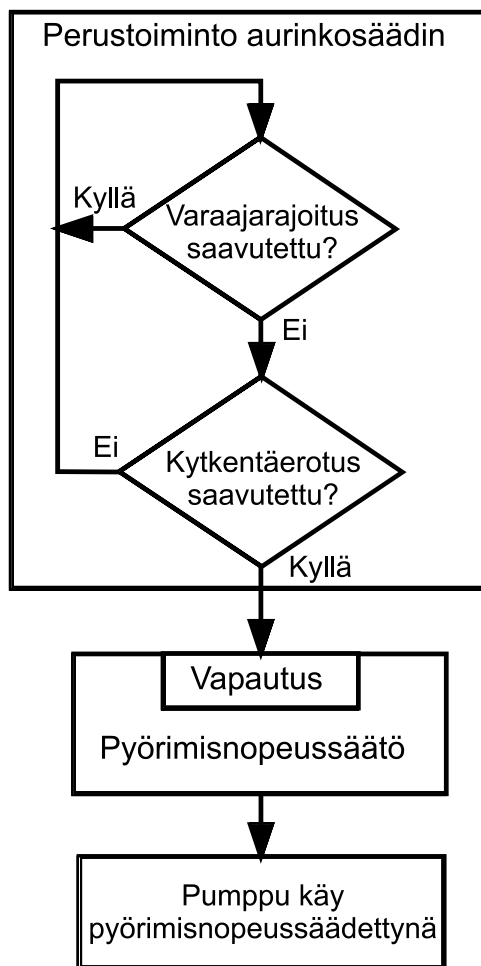 Perustoiminto aurinkosäädin
Kyllä
Varaajarajoitus
saavutettu?
Ei
Ei
Kytkentäerotus
saavutettu?
Kyllä
Vapautus
Pyörimisnopeussäätö
Pumppu käy
pyörimisnopeussäädettynä